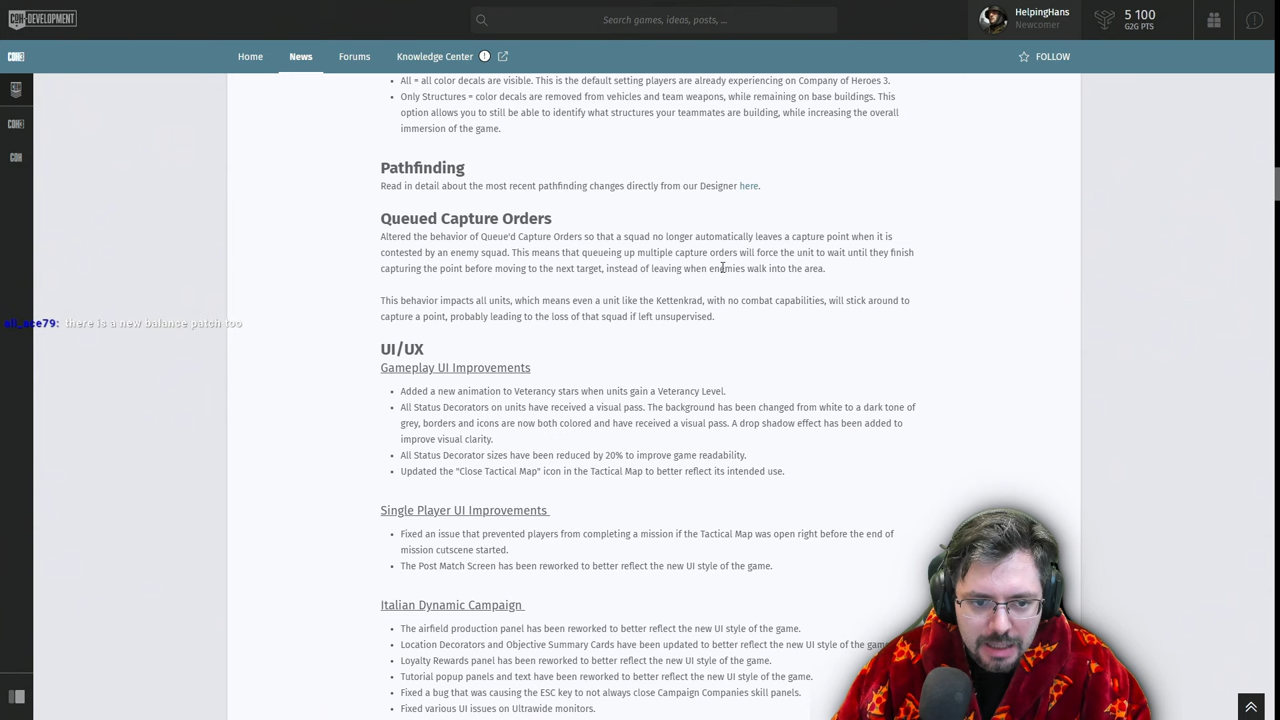 COH-DEVELOPMENT
Search games, ideas, posts, ...
HelpingHans
Newcomer
5 100
G2G PTS
Home
News
Forums
Knowledge Center
FOLLOW
All = all color decals are visible. This is the default setting players are already experiencing on Company of Heroes 3.
Only Structures = color decals are removed from vehicles and team weapons, while remaining on base buildings. This
option allows you to still be able to identify what structures your teammates are building, while increasing the overall
immersion of the game.
Pathfinding
Read in detail about the most recent pathfinding changes directly from our Designer here.
Queued Capture Orders
Altered the behavior of Queue'd Capture Orders so that a squad no longer automatically leaves a capture point when it is
contested by an enemy squad. This means that queueing up multiple capture orders will force the unit to wait until they finish
capturing the point before moving to the next target, instead of leaving when enemies walk into the area.
This behavior impacts all units, which means even a unit like the Kettenkrad, with no combat capabilities, will stick around to
capture a point, probably leading to the loss of that squad if left unsupervised.
there is a new balance patch too
UI/UX
Gameplay UI Improvements
Added a new animation to Veterancy stars when units gain a Veterancy Level.
All Status Decorators on units have received a visual pass. The background has been changed from white to a dark tone of
grey, borders and icons are now both colored and have received a visual pass. A drop shadow effect has been added to
improve visual clarity.
All Status Decorator sizes have been reduced by 20% to improve game readability.
Updated the "Close Tactical Map" icon in the Tactical Map to better reflect its intended use.
Single Player UI Improvements
Fixed an issue that prevented players from completing a mission if the Tactical Map was open right before the end of
mission cutscene started.
The Post Match Screen has been reworked to better reflect the new UI style of the game.
Italian Dynamic Campaign
The airfield production panel has been reworked to better reflect the new UI style of the game.
Location Decorators and Objective Summary Cards have been updated to better reflect the new UI style of the game.
Loyalty Rewards panel has been reworked to better reflect the new UI style of the game.
Tutorial popup panels and text have been reworked to better reflect the new UI style of the game.
Fixed a bug that was causing the ESC key to not always close Campaign Companies skill panels.
Fixed various UI issues on Ultrawide monitors.